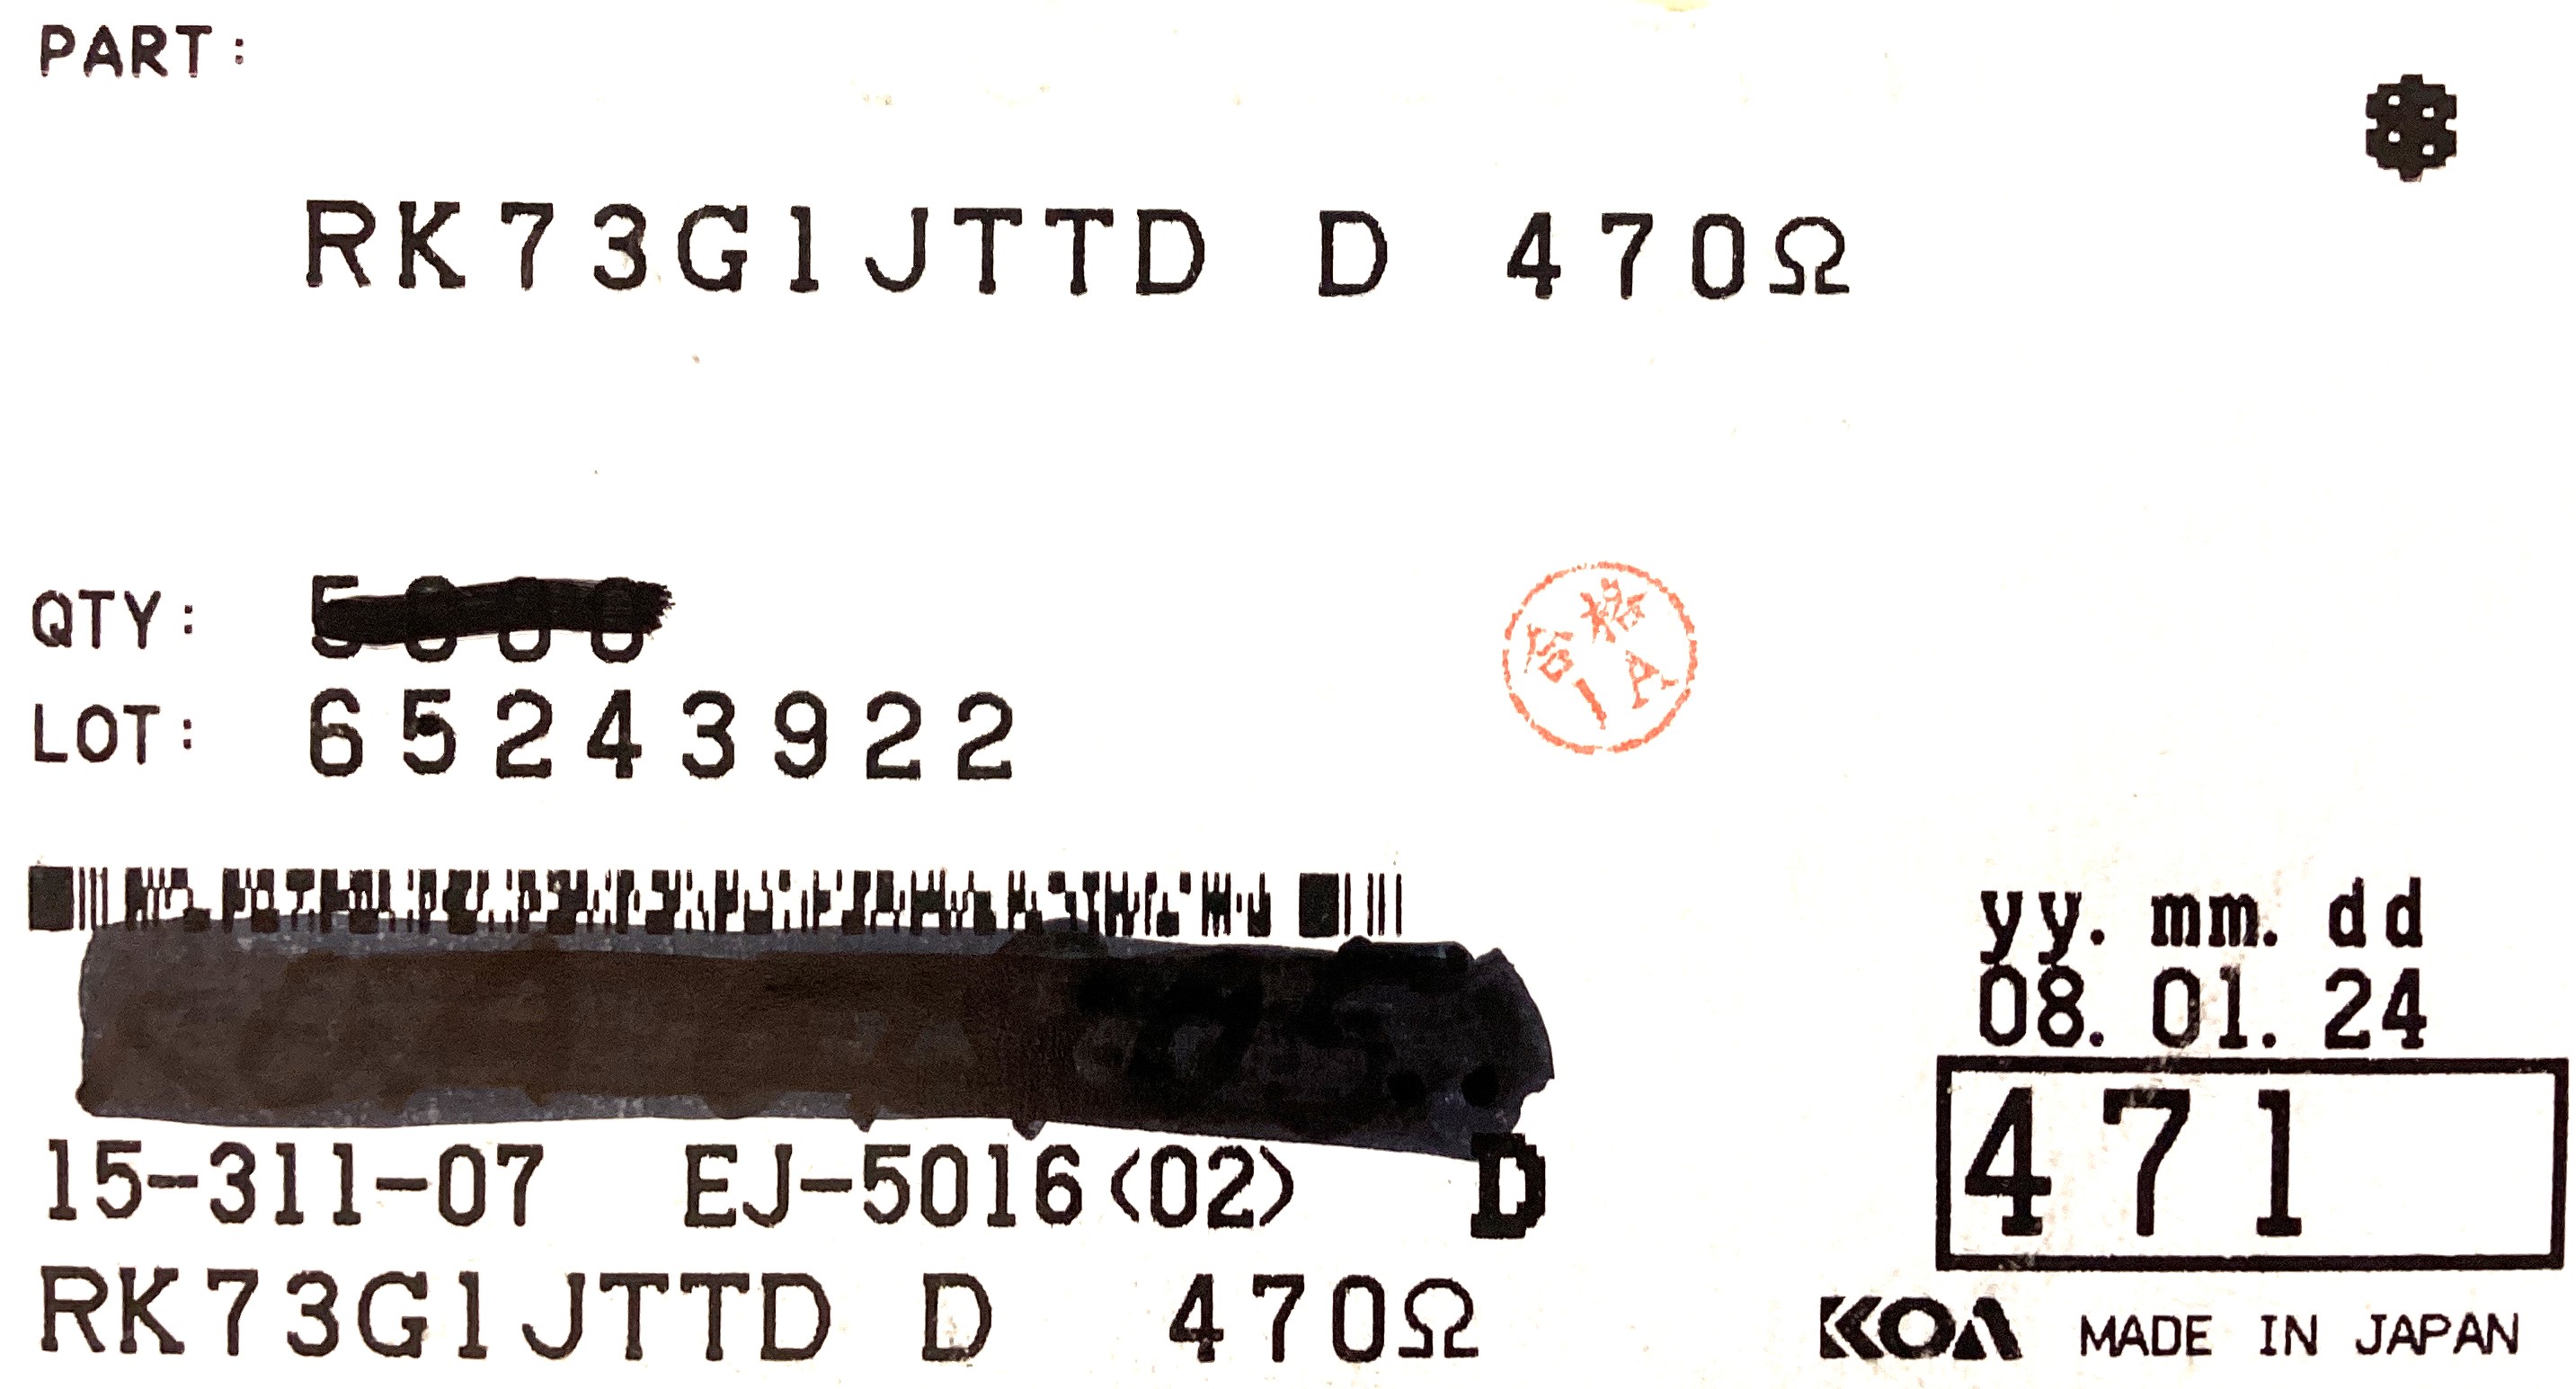 PART:
RK73G1JTTD D 470Ω
QTY:
LOT: 65243922
合格
1A
yy. mm. dd
08. 01. 24
471
15-311-07 EJ-5016(02) D
RK73G1JTTD D 470Ω
KOA MADE IN JAPAN